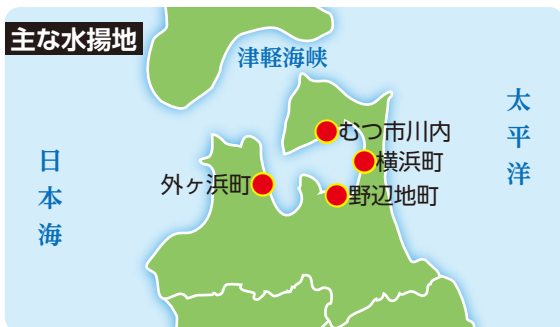 主な水揚地
津軽海峡
太平洋
日本海
むつ市川内
横浜町
外ヶ浜町
野辺地町